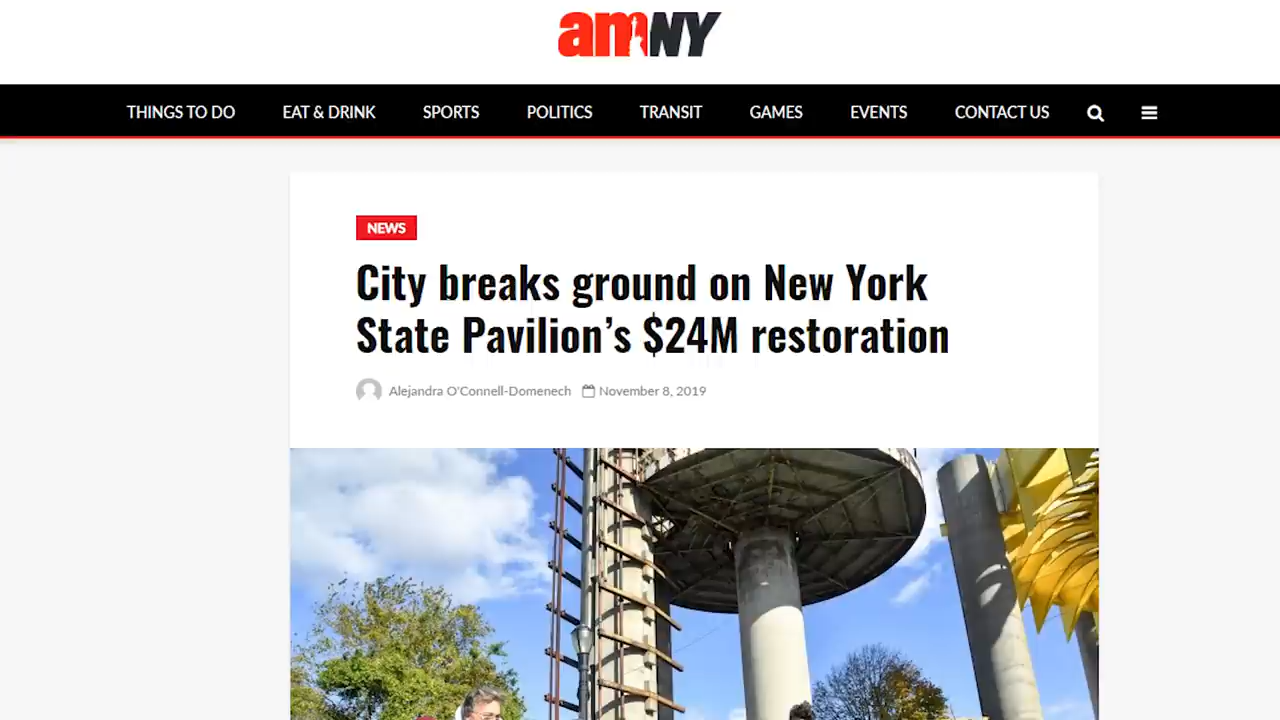 amNY
THINGS TO DO EAT & DRINK SPORTS POLITICS TRANSIT GAMES EVENTS CONTACT US
NEWS
City breaks ground on New York
State Pavilion’s $24M restoration
Alejandra O'Connell-Domenech November 8, 2019